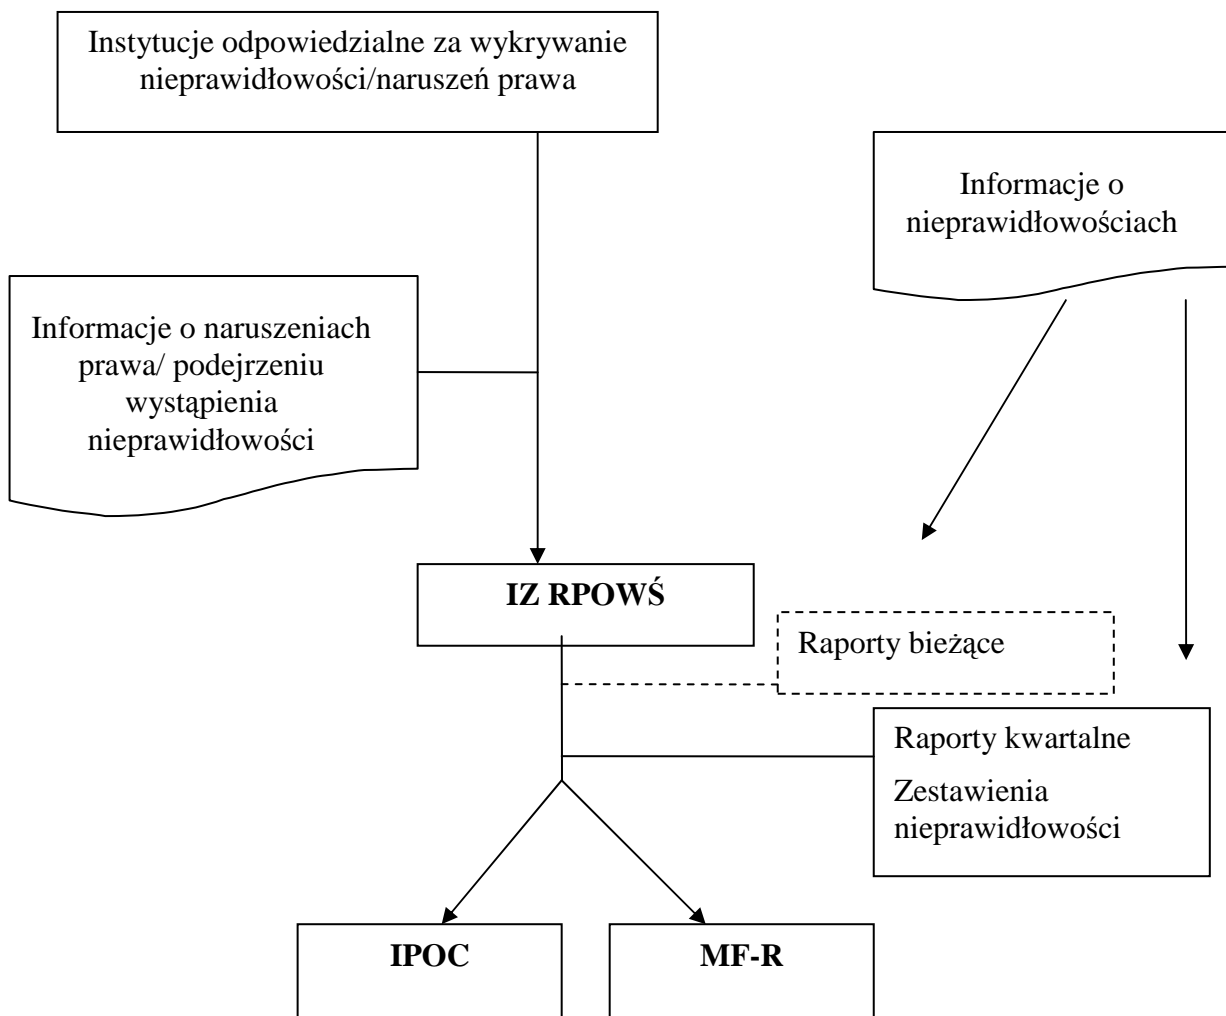 Instytucje odpowiedzialne za wykrywanie
nieprawidłowości/naruszeń prawa
Informacje o
nieprawidłowościach
Informacje o naruszeniach
prawa/ podejrzeniu
wystąpienia
nieprawidłowości
IZ RPOWŚ
Raporty bieżące
Raporty kwartalne
Zestawienia
nieprawidłowości
IPOC
MF-R